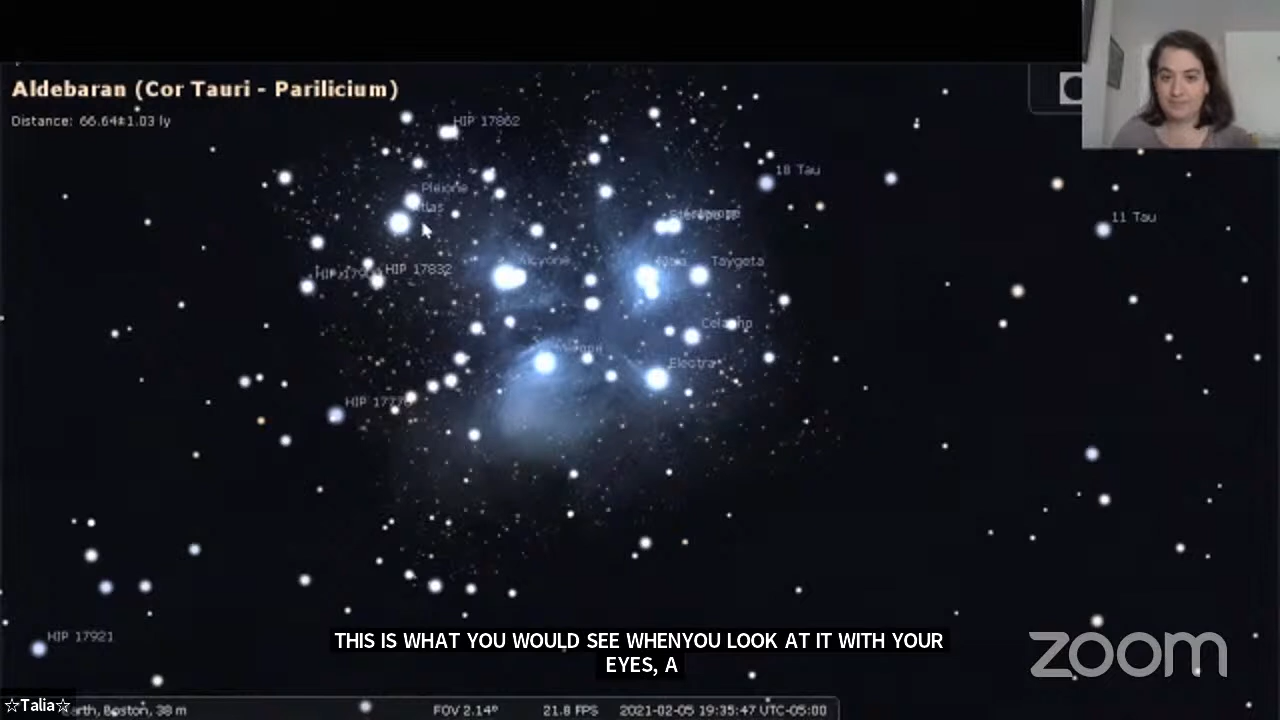 Aldebaran (Cor Tauri - Parilicium)
Distance: 66.64±1.03 ly
HIP 17862
Pleione
18 Tau
11 Tau
Alcyone
Maia
Taygeta
HIP 17832
Celaeno
Electra
HIP 17776
HIP 17921
THIS IS WHAT YOU WOULD SEE WHENYOU LOOK AT IT WITH YOUR
EYES, A
zoom
☆Talia☆
Earth, Boston, 38 m
FOV 2.14°
21.8 FPS
2021-02-05 19:35:47 UTC-05:00